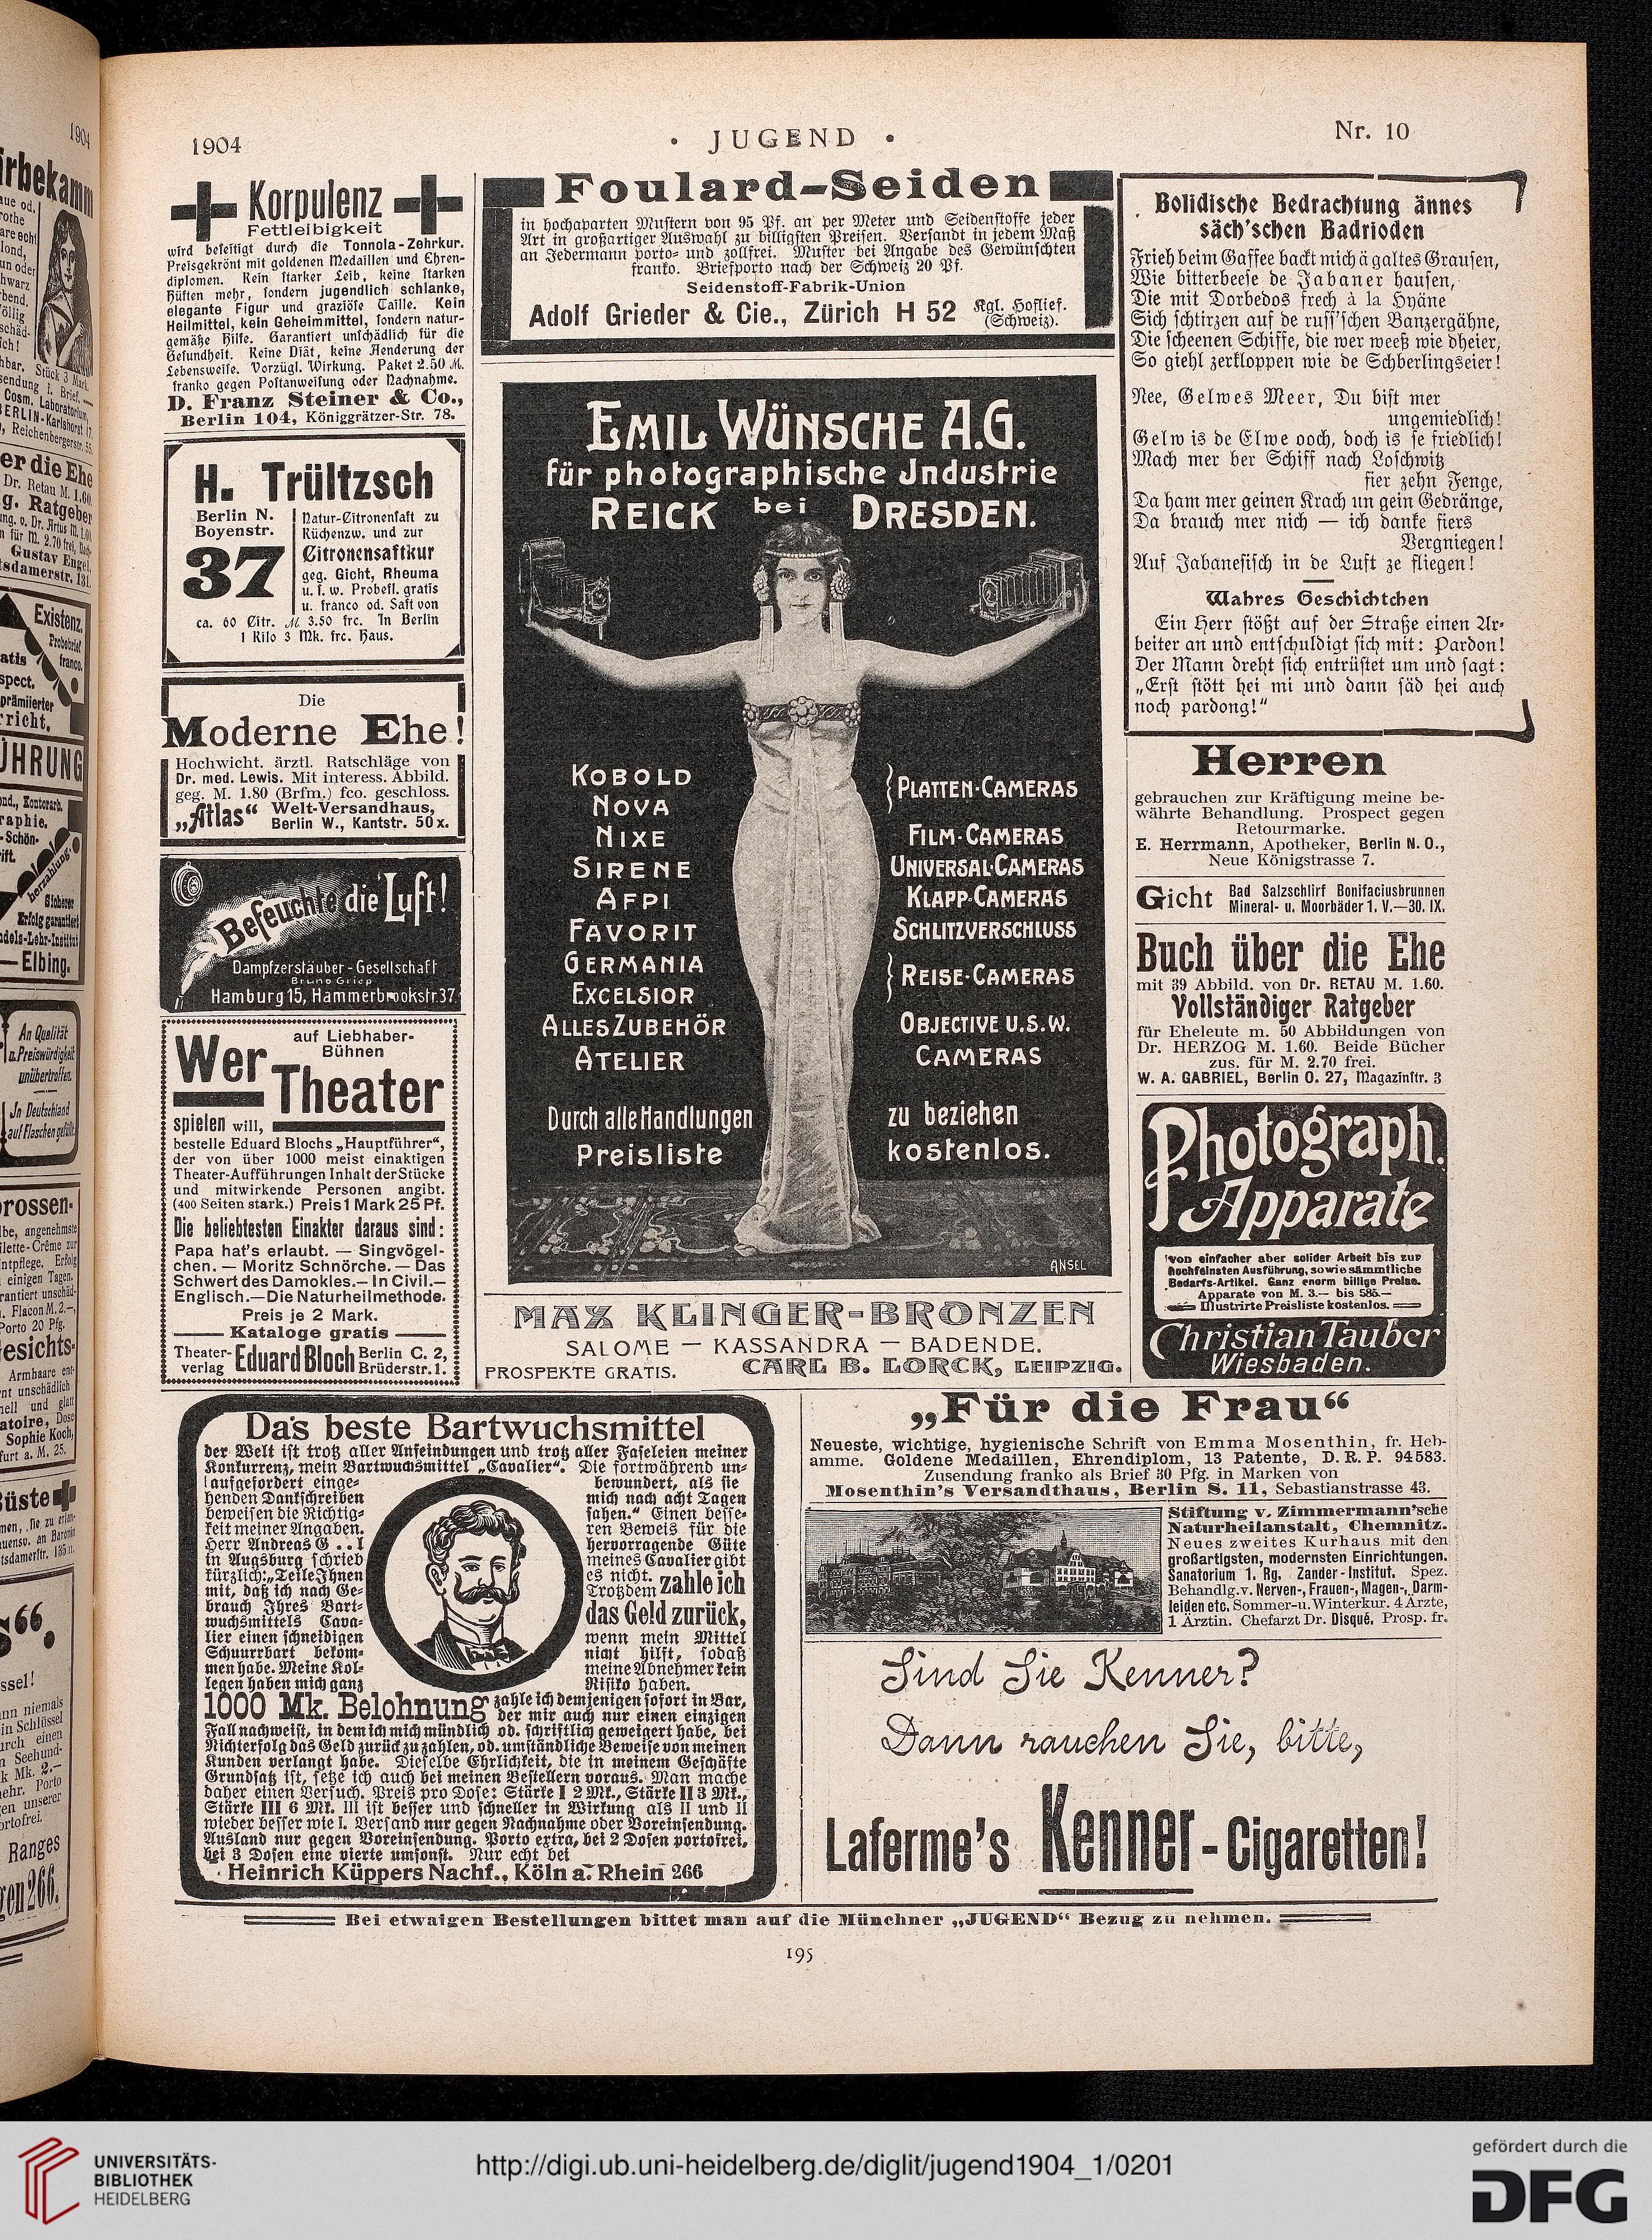 1904
• JUGEND •
Nr. 10
Korpulenz
Fettleibigkeit
wird beseitigt durch die Tonnola-Zehrkur.
Preisgekrönt mit goldenen Medaillen und Ehren-
diplomen. Kein starker Leib, keine starken
Hüften mehr, sondern jugendlich schlanke,
elegante Figur und graziöse Taille. Kein
Heilmittel, kein Geheimmittel, sondern natur-
gemäße Hilfe. Garantiert unschädlich für die
Gesundheit. Keine Diät, keine Aenderung der
Lebensweise. Vorzügl. Wirkung. Paket 2.50 M.
franko gegen Postanweisung oder Nachnahme.
D. Franz Steiner & Co.,
Berlin 104, Königgrätzer-Str. 78.
H. Trültzsch
Berlin N.
Boyenstr.
37
Natur-Citronensaft zu
Küchenzw. und zur
Citronensaftkur
geg. Gicht, Rheuma
u. s. w. Probefl. gratis
u. franco od. Saft von
ca. 60 Citr. M 3.50 frc. In Berlin
1 Kilo 3 Mk. frc. Haus.
Die
Moderne Ehe!
Hochwicht. ärztl. Ratschläge von
Dr. med. Lewis. Mit interess. Abbild.
geg. M. 1.80 (Brfm.) fco. geschloss.
„Atlas“ Welt-Versandhaus,
Berlin W., Kantstr. 50x.
Befeuchte die Luft!
Dampfzerstäuber-Gesellschaft
Bruno Griep
Hamburg 15, Hammerbrookstr. 37
Wer auf Liebhaber-
Bühnen
Theater
spielen will,
bestelle Eduard Blochs „Hauptführer“,
der von über 1000 meist einaktigen
Theater-Aufführungen Inhalt der Stücke
und mitwirkende Personen angibt.
(400 Seiten stark.) Preis 1 Mark 25 Pf.
Die beliebtesten Einakter daraus sind:
Papa hat's erlaubt. — Singvögel-
chen. — Moritz Schnörche. — Das
Schwert des Damokles. — In Civil. —
Englisch. — Die Naturheilmethode.
Preis je 2 Mark.
Kataloge gratis
Theater-
verlag Eduard Bloch Berlin C. 2,
Brüderstr. 1.
Foulard-Seiden
in hochaparten Mustern von 95 Pf. an per Meter und Seidenstoffe jeder
Art in großartiger Auswahl zu billigsten Preisen. Versandt in jedem Maß
an Jedermann porto- und zollfrei. Muster bei Angabe des Gewünschten
franko. Briefporto nach der Schweiz 20 Pf.
Seidenstoff-Fabrik-Union
Adolf Grieder & Cie., Zürich H 52 Kgl. Hoflief.
(Schweiz).
EMIL WÜNSCHE A.G.
für photographische Jndustrie
REICK bei DRESDEN.
KOBOLD
NOVA
} PLATTEN-CAMERAS
NIXE FILM-CAMERAS
SIRENE UNIVERSAL-CAMERAS
AFPI KLAPP-CAMERAS
FAVORIT SCHLITZVERSCHLUSS
GERMANIA
EXCELSIOR
} REISE-CAMERAS
ALLES ZUBEHÖR OBJECTIVE U.S.W.
ATELIER CAMERAS
Durch alle Handlungen zu beziehen
Preisliste kostenlos.
ANSEL
MAX KLINGER-BRONZEN
SALOME — KASSANDRA — BADENDE.
PROSPEKTE GRATIS. CARL B. LORCK, LEIPZIG.
Bolidische Bedrachtung ännes
säch'schen Badrioden
Frieh beim Gaffee backt mich ä galtes Grausen,
Wie bitterbeese de Jabaner hausen,
Die mit Dorbedos frech à la Hyäne
Sich schtirzen auf de russ'schen Banzergähne,
Die scheenen Schiffe, die wer weeß wie dheier,
So giehl zerkloppen wie de Schberlingseier!
Nee, Gelwes Meer, Du bist mer
ungemiedlich!
Gelw is de Elwe ooch, doch is se friedlich!
Mach mer ber Schiff nach Loschwitz
fier zehn Fenge,
Da ham mer geinen Krach un gein Gedränge,
Da brauch mer nich — ich danke fiers
Vergniegen!
Auf Jabanesisch in de Luft ze fliegen!
Wahres Geschichtchen
Ein Herr stößt auf der Straße einen Ar-
beiter an und entschuldigt sich mit: Pardon!
Der Mann dreht sich entrüstet um und sagt:
„Erst stött hei mi und dann säd hei auch
noch pardong!“
Herren
gebrauchen zur Kräftigung meine be-
währte Behandlung. Prospect gegen
Retourmarke.
E. Herrmann, Apotheker, Berlin N. O.,
Neue Königstrasse 7.
Gicht Bad Salzschlirf Bonifaciusbrunnen
Mineral- u. Moorbäder 1. V.—30. IX.
Buch über die Ehe
mit 39 Abbild. von Dr. RETAU M. 1.60.
Vollständiger Ratgeber
für Eheleute m. 50 Abbildungen von
Dr. HERZOG M. 1.60. Beide Bücher
zus. für M. 2.70 frei.
W. A. GABRIEL, Berlin O. 27, Magazinstr. 3
Photograph.
Apparate
von einfacher aber solider Arbeit bis zur
hochfeinsten Ausführung, sowie sämmtliche
Bedarfs-Artikel. Ganz enorm billige Preise.
Apparate von M. 3.— bis 585.—
Illustrirte Preisliste kostenlos.
Christian Tauber
Wiesbaden.
Das beste Bartwuchsmittel
der Welt ist trotz aller Anfeindungen und trotz aller Faseleien meiner
Konkurrenz, mein Bartwuchsmittel „Cavalier“. Die fortwährend un-
aufgefordert einge-
henden Dankschreiben
beweisen die Richtig-
keit meiner Angaben.
Herr Andreas G . . l
in Augsburg schrieb
kürzlich: „Teile Ihnen
mit, daß ich nach Ge-
brauch Ihres Bart-
wuchsmittels Cava-
lier einen schneidigen
Schnurrbart bekom-
men habe. Meine Kol-
legen haben mich ganz
bewundert, als sie
mich nach acht Tagen
sahen.“ Einen besse-
ren Beweis für die
hervorragende Güte
meines Cavalier gibt
es nicht.
Trotzdem zahle ich
das Geld zurück,
wenn mein Mittel
nicht hilft, sodaß
meine Abnehmer kein
Risiko haben.
1000 Mk. Belohnung zahle ich demjenigen sofort in Bar,
der mir auch nur einen einzigen
Fall nachweist, in dem ich mich mündlich od. schriftlich geweigert habe, bei
Nichterfolg das Geld zurück zu zahlen, od. umständliche Beweise von meinen
Kunden verlangt habe. Dieselbe Ehrlichkeit, die in meinem Geschäfte
Grundsatz ist, setze ich auch bei meinen Bestellern voraus. Man mache
daher einen Versuch. Preis pro Dose: Stärke I 2 Mk., Stärke II 3 Mk.,
Stärke III 6 Mk. III ist besser und schneller in Wirkung als II und II
wieder besser wie I. Versand nur gegen Nachnahme oder Voreinsendung.
Ausland nur gegen Voreinsendung. Porto extra, bei 2 Dosen portofrei,
bei 3 Dosen eine vierte umsonst. Nur echt bei
Heinrich Küppers Nachf., Köln a. Rhein 266
„Für die Frau“
Neueste, wichtige, hygienische Schrift von Emma Mosenthin, fr. Heb-
amme. Goldene Medaillen, Ehrendiplom, 13 Patente, D. R. P. 94583.
Zusendung franko als Brief 30 Pfg. in Marken von
Mosenthin's Versandthaus, Berlin S. 11, Sebastianstrasse 43.
Stiftung v. Zimmermann'sche
Naturheilanstalt, Chemnitz.
Neues zweites Kurhaus mit den
großartigsten, modernsten Einrichtungen.
Sanatorium 1. Rg. Zander-Institut. Spez.
Behandlg. v. Nerven-, Frauen-, Magen-, Darm-
leiden etc. Sommer- u. Winterkur. 4 Ärzte,
1 Ärztin. Chefarzt Dr. Disqué. Prosp. fr.
Sind Sie Kenner?
Dann rauchen Sie, bitte,
Laferme's Kenner-Cigaretten!
Bei etwaigen Bestellungen bittet man auf die Münchner „JUGEND“ Bezug zu nehmen.
195
UNIVERSITÄTS-
BIBLIOTHEK
HEIDELBERG
http://digi.ub.uni-heidelberg.de/diglit/jugend1904_1/0201
gefördert durch die
DFG